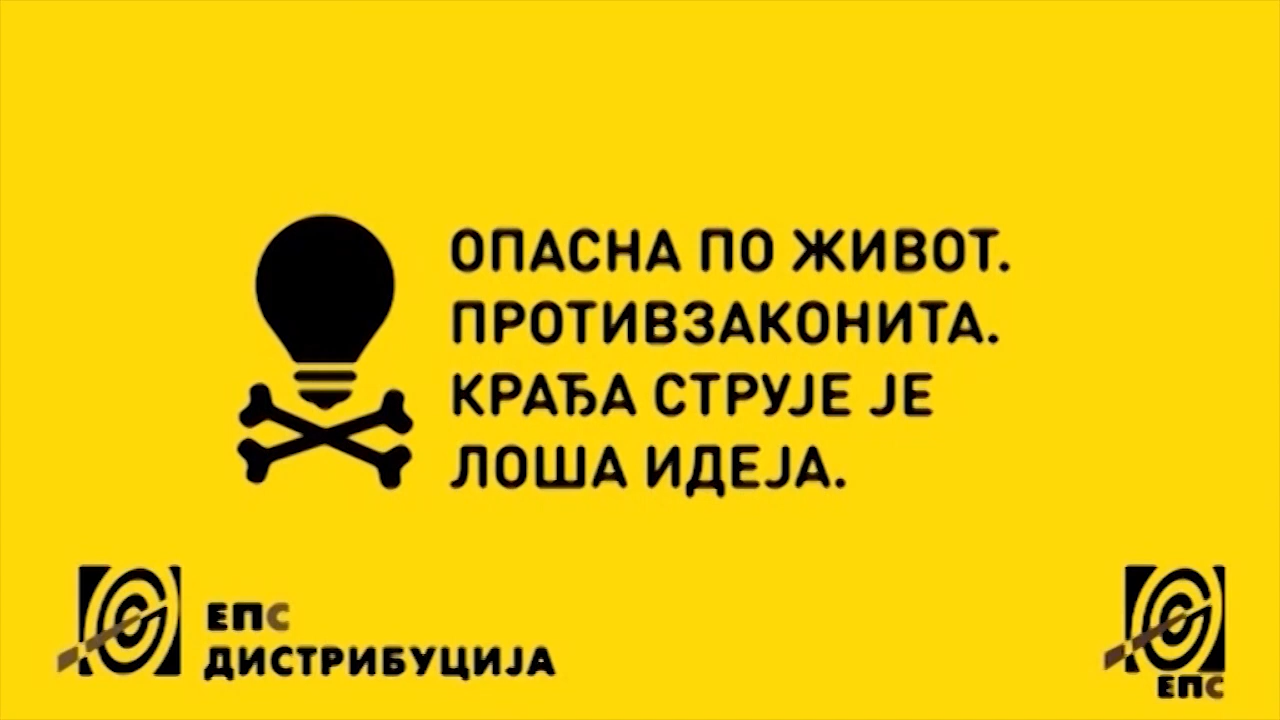 ОПАСНА ПО ЖИВОТ.
ПРОТИВЗАКОНИТА.
КРАЂА СТРУЈЕ ЈЕ
ЛОША ИДЕЈА.
ЕПС
ДИСТРИБУЦИЈА
ЕПС